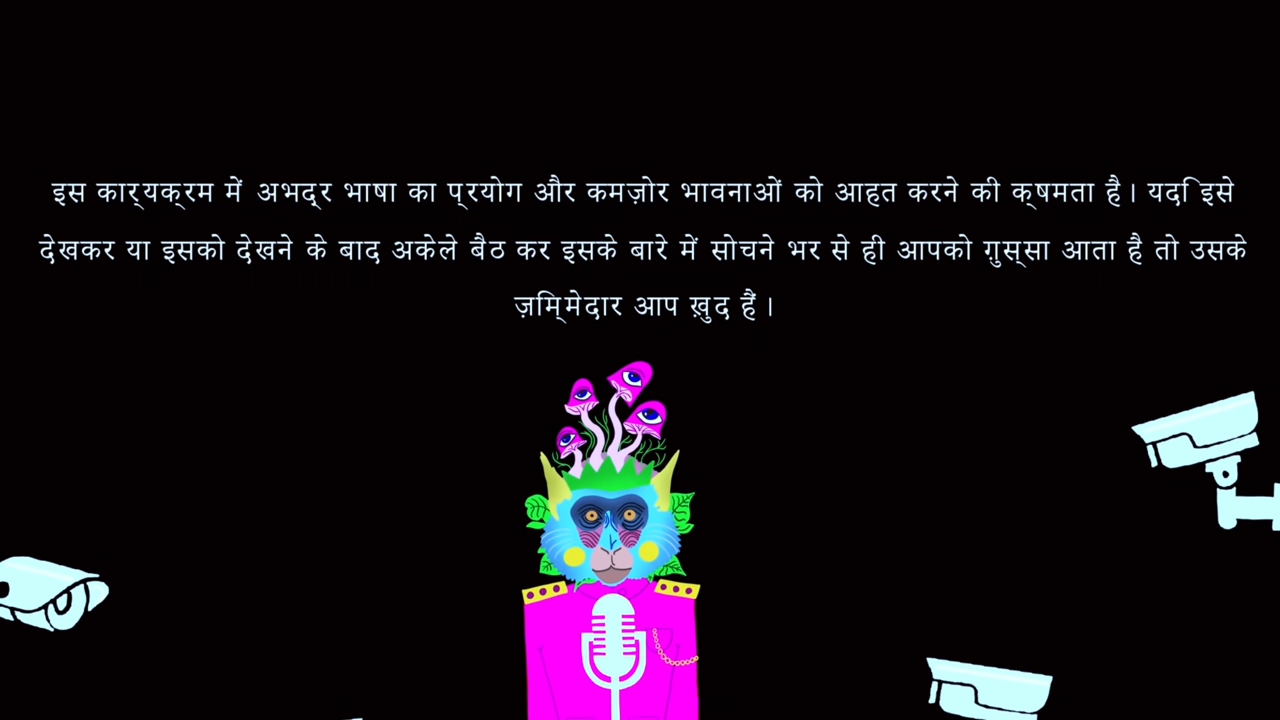 इस कार्यक्रम में अभद्र भाषा का प्रयोग और कमज़ोर भावनाओं को आहत करने की क्षमता है। यदि इसे
देखकर या इसको देखने के बाद अकेले बैठ कर इसके बारे में सोचने भर से ही आपको ग़ुस्सा आता है तो उसके
ज़िम्मेदार आप ख़ुद हैं।